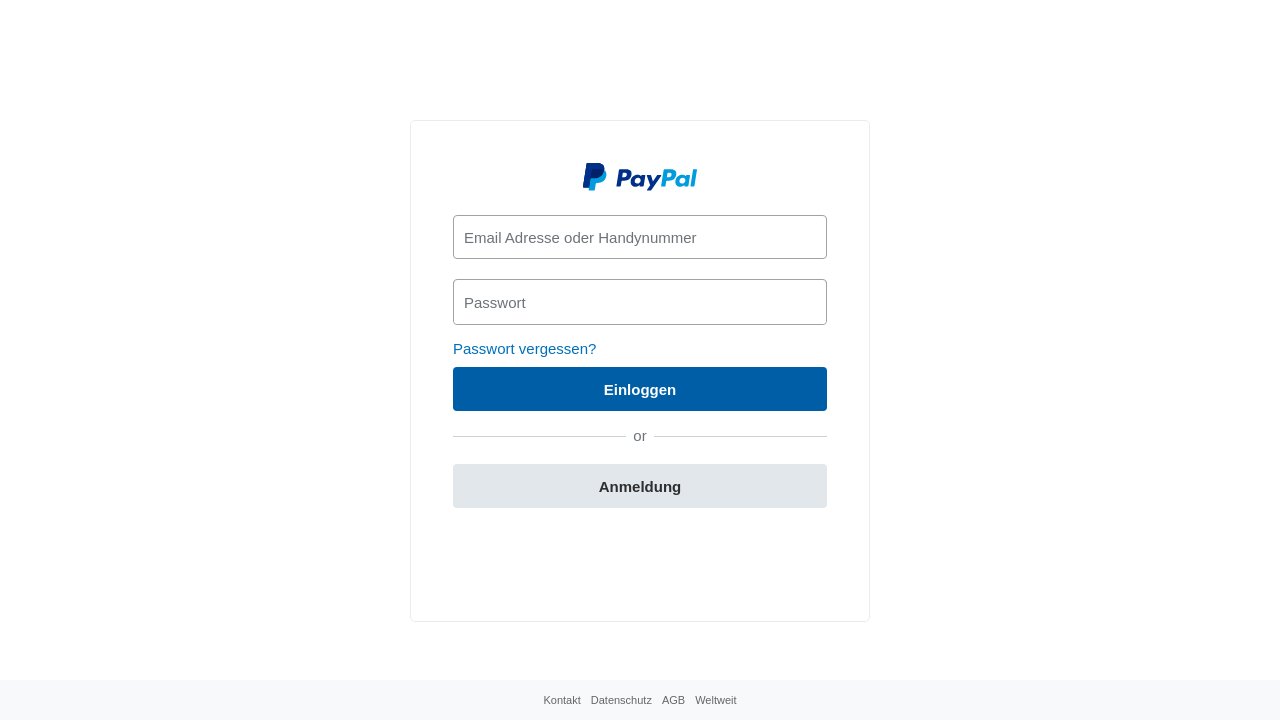 PayPal
Email Adresse oder Handynummer
Passwort
Passwort vergessen?
Einloggen
or
Anmeldung
Kontakt Datenschutz AGB Weltweit